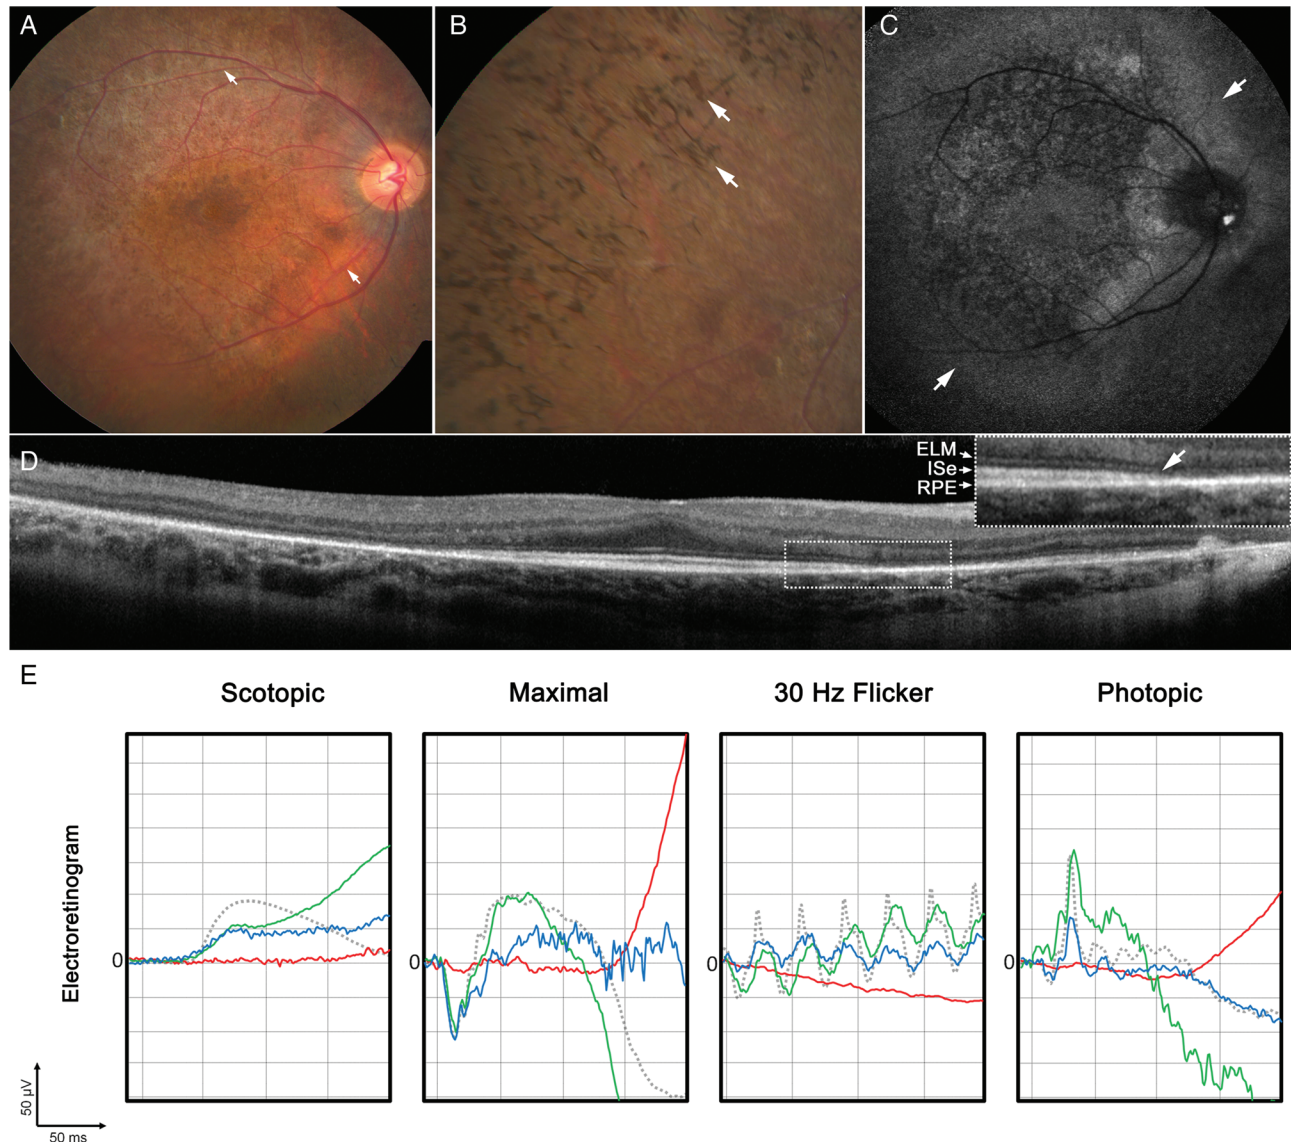 A
B
C
D
ELM
ISe
RPE
E
Scotopic
Maximal
30 Hz Flicker
Photopic
Electroretinogram
0
0
0
0
50 µV
50 ms